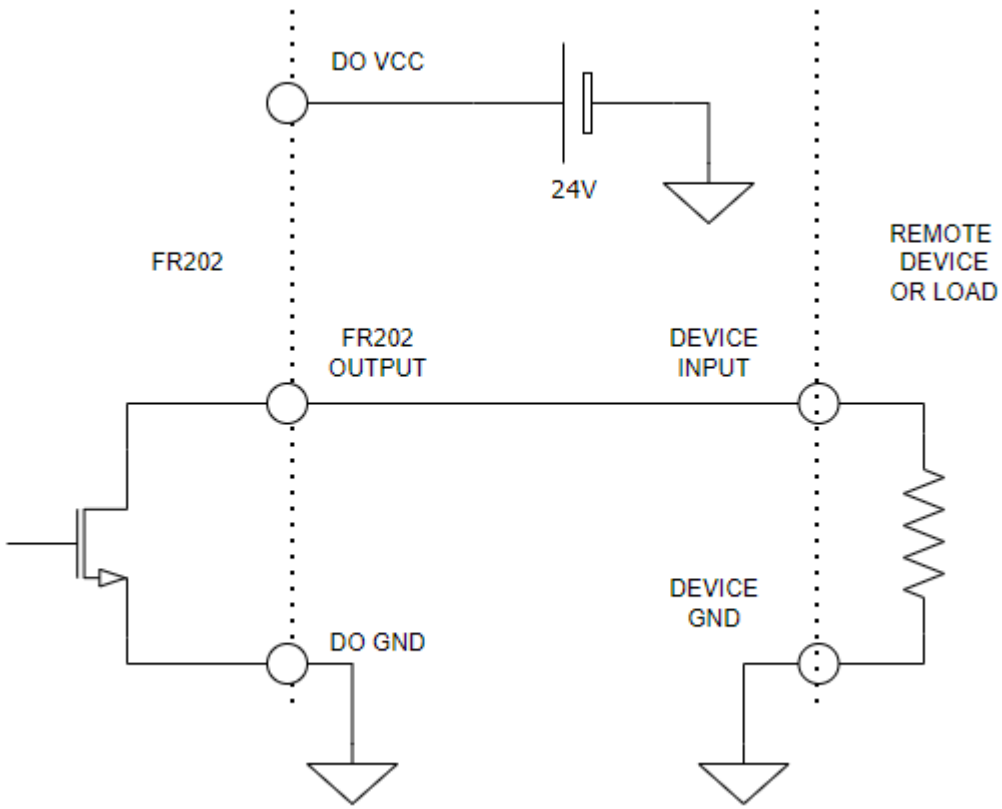 DO VCC
24V
FR202
REMOTE
DEVICE
OR LOAD
FR202
OUTPUT
DEVICE
INPUT
DEVICE
GND
DO GND